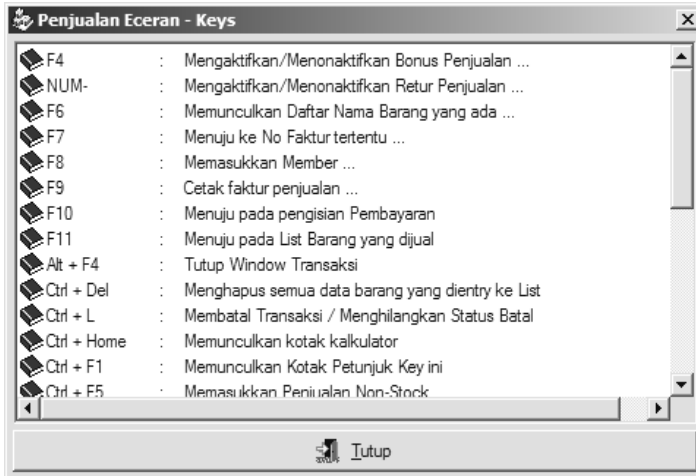 Penjualan Eceran - Keys
F4 : Mengaktifkan/Menonaktifkan Bonus Penjualan ...
NUM- : Mengaktifkan/Menonaktifkan Retur Penjualan ...
F6 : Memunculkan Daftar Nama Barang yang ada ...
F7 : Menuju ke No Faktur tertentu ...
F8 : Memasukkan Member ...
F9 : Cetak faktur penjualan ...
F10 : Menuju pada pengisian Pembayaran
F11 : Menuju pada List Barang yang dijual
Alt + F4 : Tutup Window Transaksi
Ctrl + Del : Menghapus semua data barang yang dientry ke List
Ctrl + L : Membatal Transaksi / Menghilangkan Status Batal
Ctrl + Home : Memunculkan kotak kalkulator
Ctrl + F1 : Memunculkan Kotak Petunjuk Key ini
Ctrl + F5 : Memasukkan Penjualan Non-Stock
Tutup